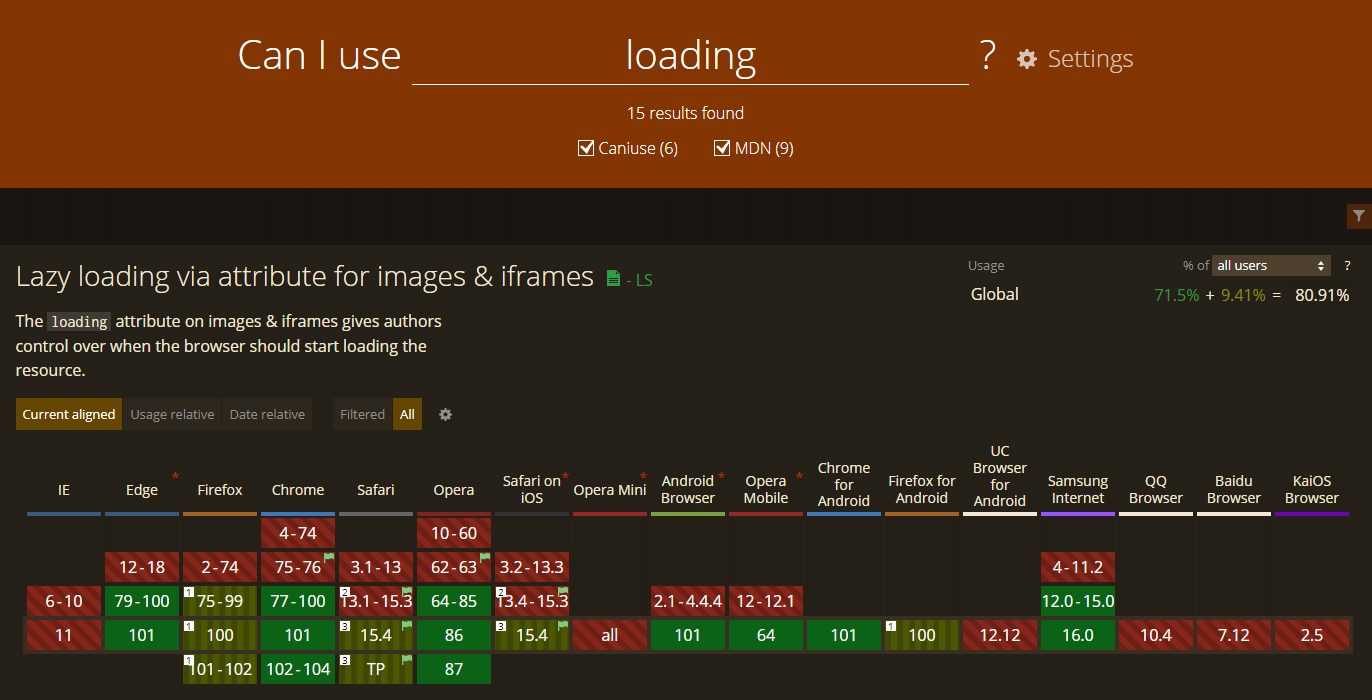 Can I use loading ? Settings
15 results found
Caniuse (6) MDN (9)
Lazy loading via attribute for images & iframes - LS
Usage % of all users ?
Global 71.5% + 9.41% = 80.91%
The loading attribute on images & iframes gives authors
control over when the browser should start loading the
resource.
Current aligned Usage relative Date relative Filtered All
IE Edge * Firefox Chrome Safari Opera Safari on iOS * Opera Mini * Android Browser * Opera Mobile * Chrome for Android Firefox for Android UC Browser for Android Samsung Internet QQ Browser Baidu Browser KaiOS Browser
4-74 10-60
12-18 2-74 75-76 3.1-13 62-63 3.2-13.3 4-11.2
6-10 79-100 1 75-99 77-100 2 13.1-15.3 64-85 2 13.4-15.3 2.1-4.4.4 12-12.1 12.0-15.0
11 101 1 100 101 3 15.4 86 3 15.4 all 101 64 101 1 100 12.12 16.0 10.4 7.12 2.5
1 101-102 102-104 3 TP 87